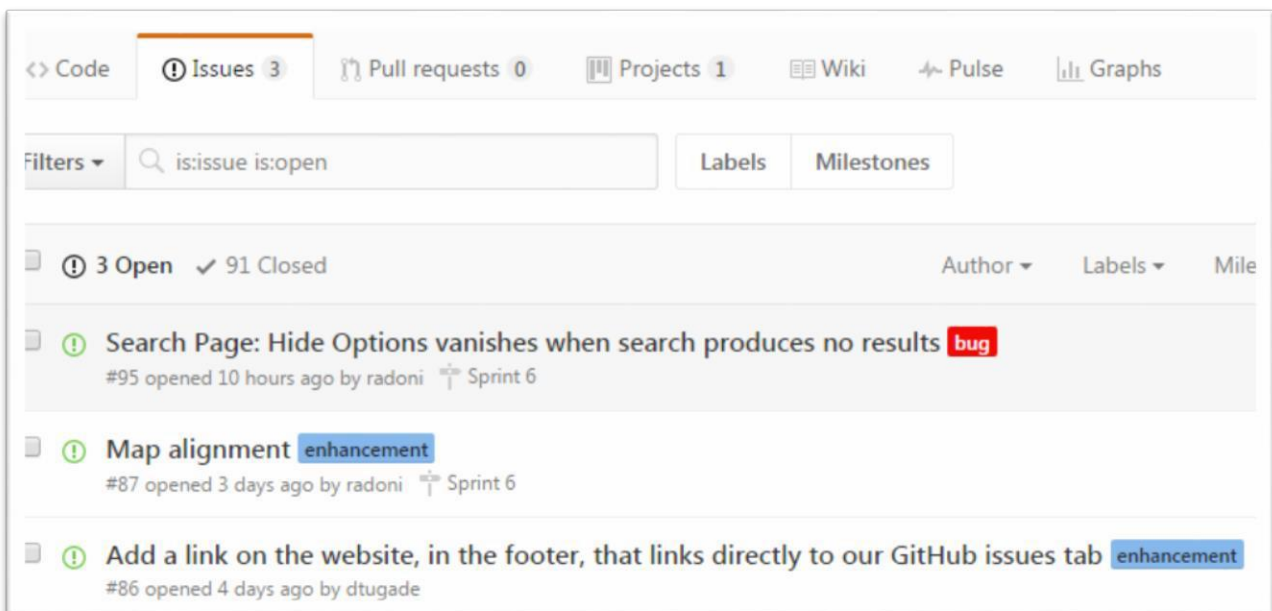 <> Code Issues 3 Pull requests 0 Projects 1 Wiki Pulse Graphs
Filters is:issue is:open Labels Milestones
3 Open 91 Closed Author Labels Mile
Search Page: Hide Options vanishes when search produces no results bug
#95 opened 10 hours ago by radoni Sprint 6
Map alignment enhancement
#87 opened 3 days ago by radoni Sprint 6
Add a link on the website, in the footer, that links directly to our GitHub issues tab enhancement
#86 opened 4 days ago by dtugade